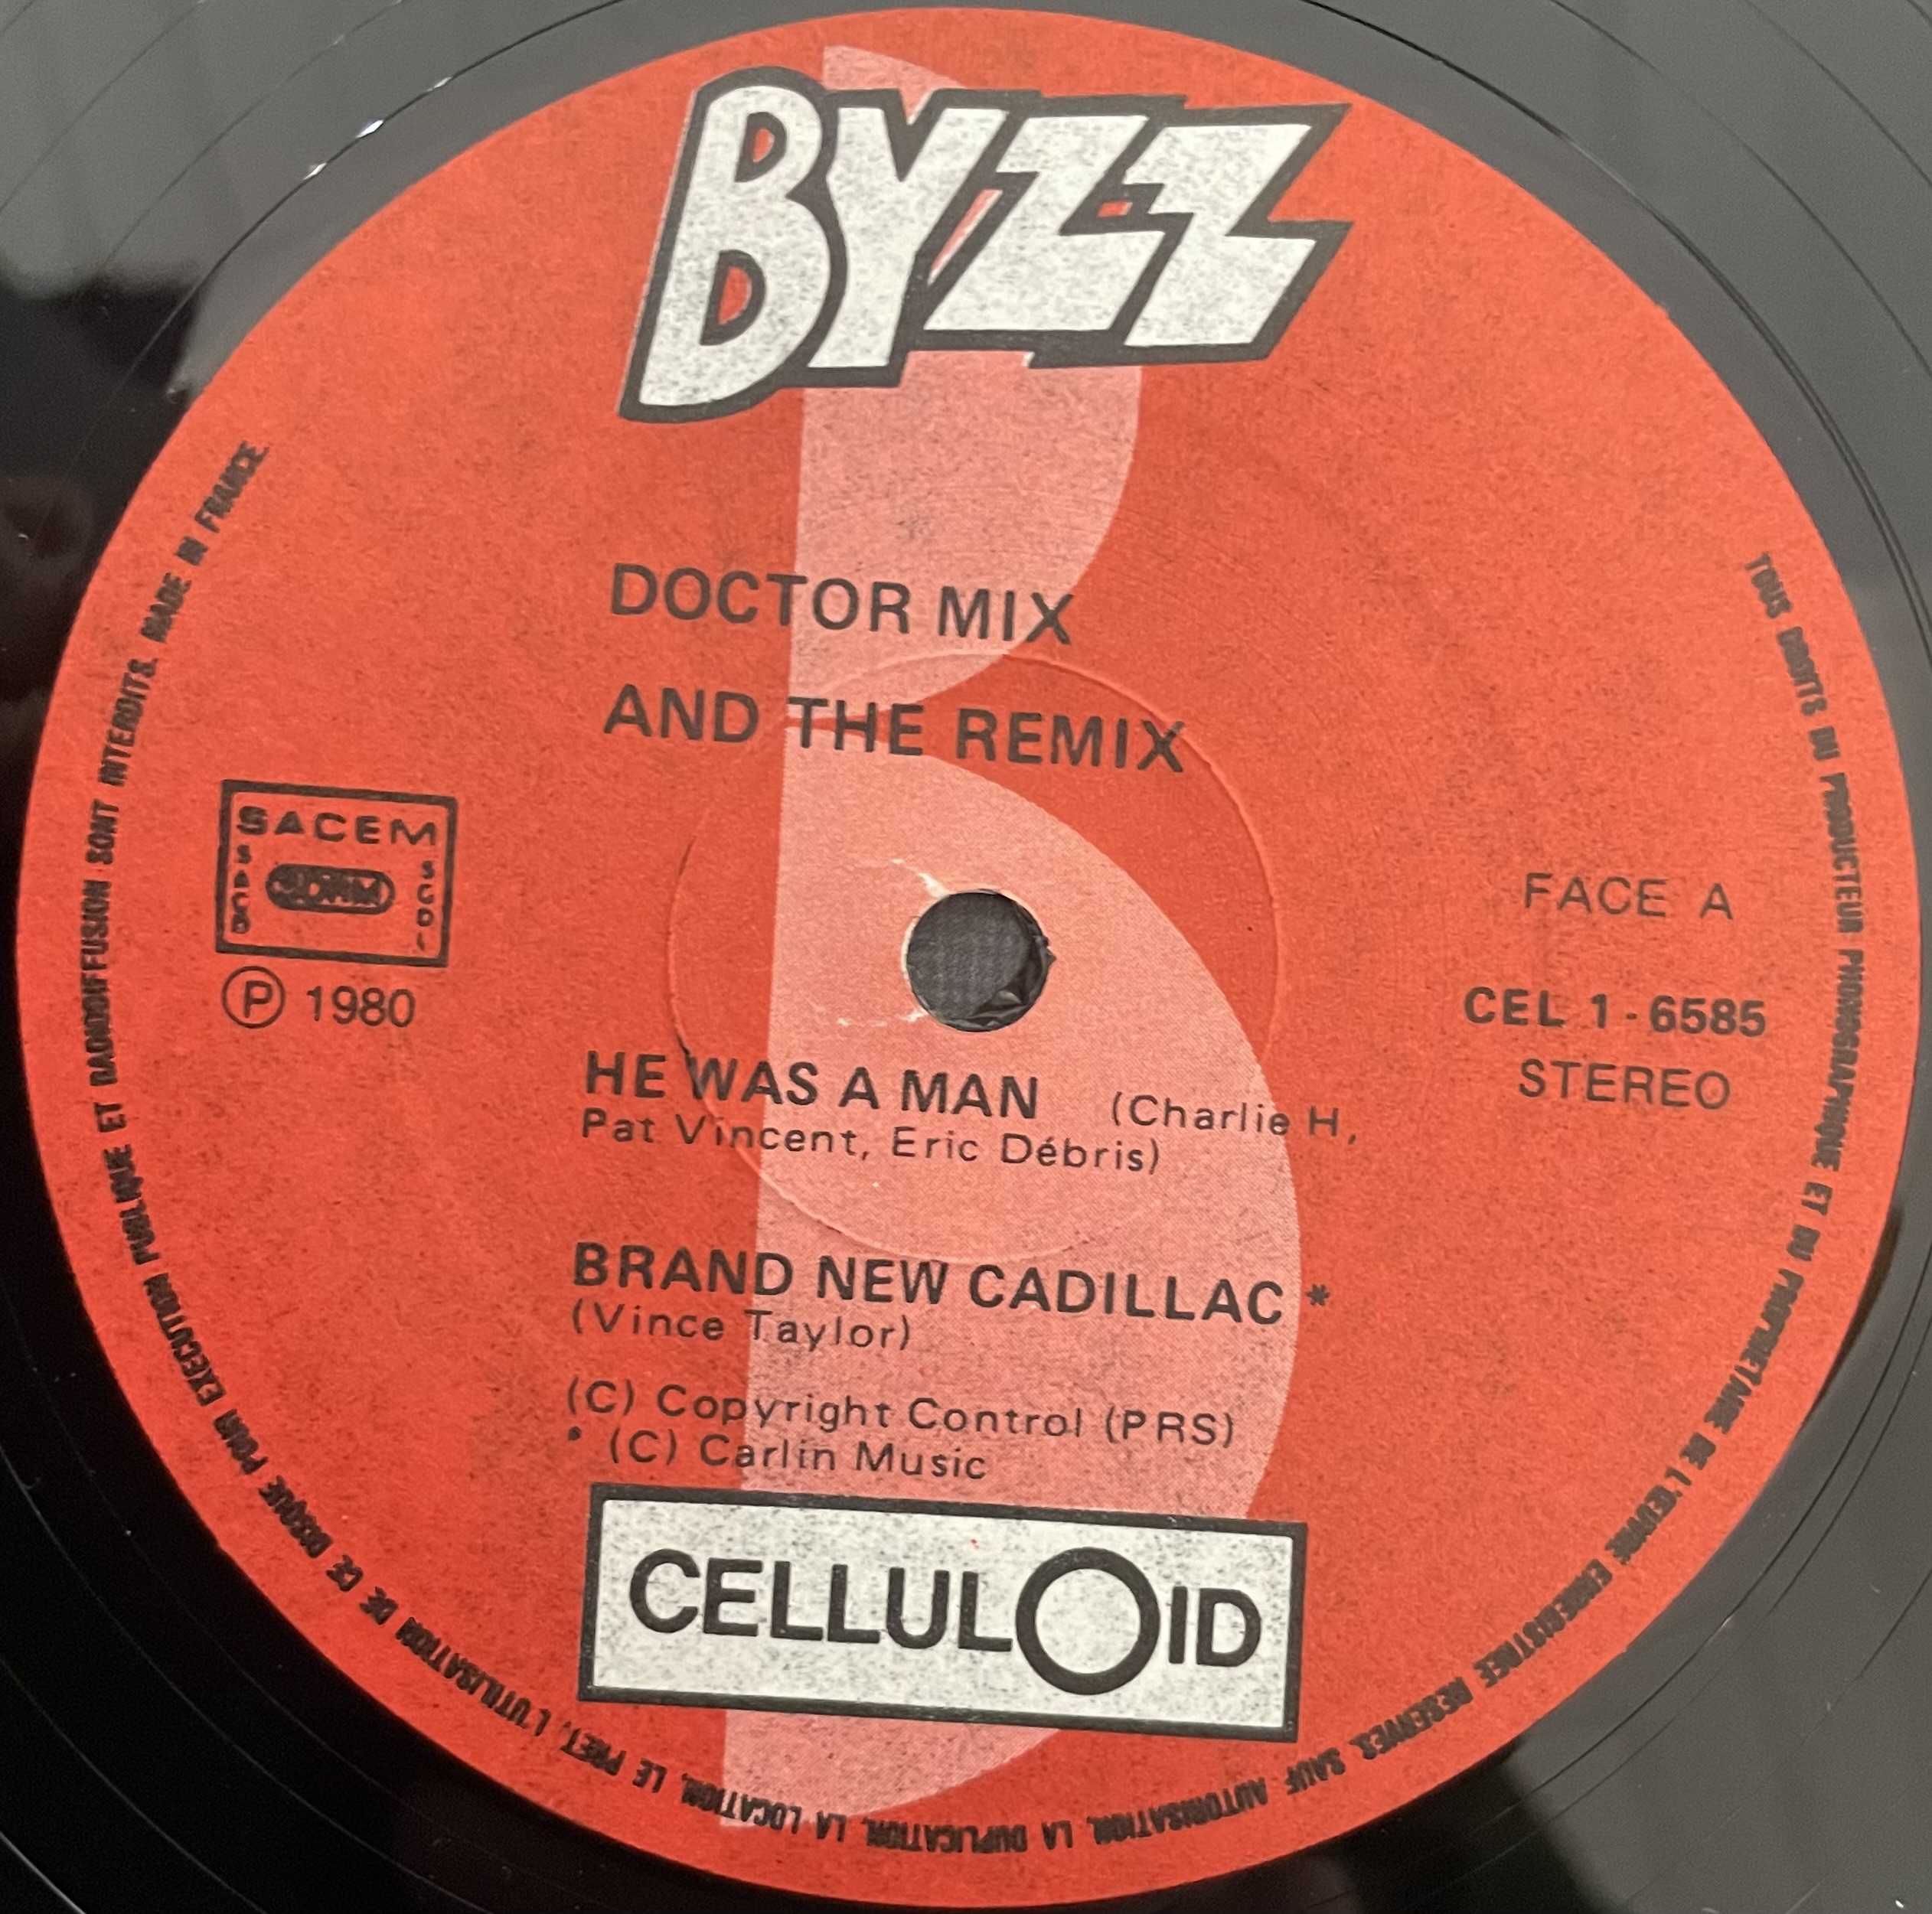 BYZZ
DOCTOR MIX
AND THE REMIX
SACEM
SACD
SDRM
SCD/
Ⓟ 1980
FACE A
CEL 1-6585
STEREO
HE WAS A MAN (Charlie H,
Pat Vincent, Eric Débris)
BRAND NEW CADILLAC *
(Vince Taylor)
(C) Copyright Control (PRS)
* (C) Carlin Music
CELLULOID
TOUS DROITS DU PRODUCTEUR PHONOGRAPHIQUE ET DU PROPRIETAIRE DE L'ŒUVRE ENREGISTREE RESERVES. SAUF AUTORISATION, LA DUPLICATION, LA LOCATION, LE PRET, L'UTILISATION DE CE DISQUE POUR EXECUTION PUBLIQUE ET RADIODIFFUSION SONT INTERDITS. MADE IN FRANCE.